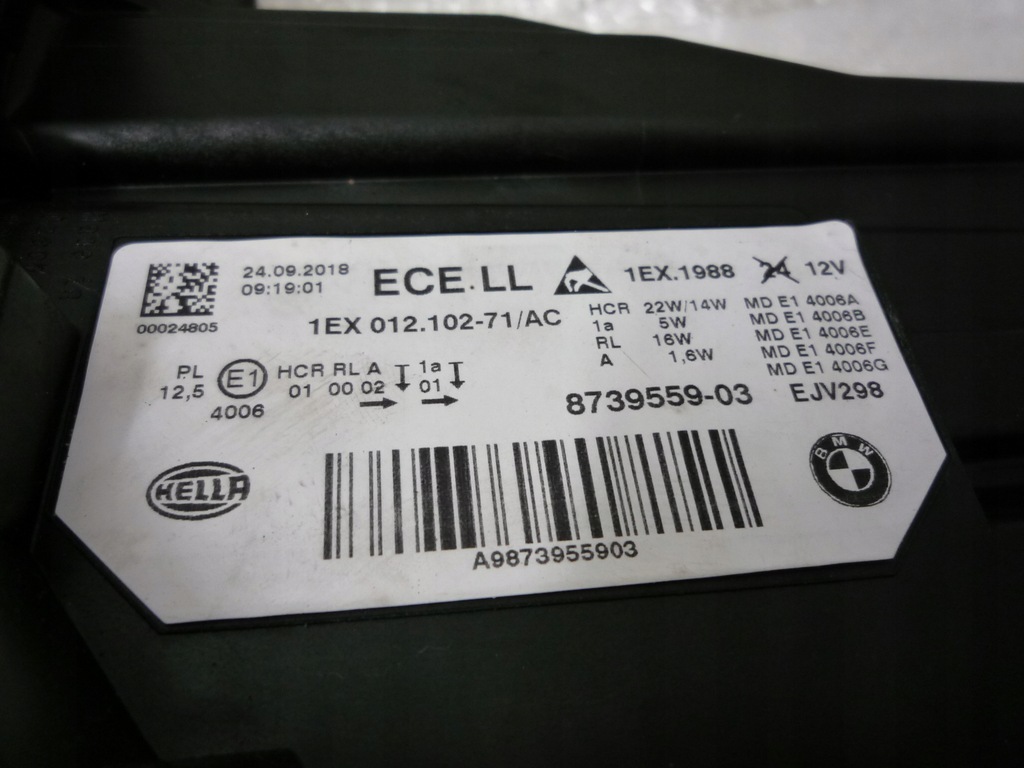 24.09.2018
09:19:01
00024805
ECE.LL
1EX.1988 24 12V
1EX 012.102-71/AC
HCR 22W/14W
1a 5W
RL 16W
A 1,6W
MD E1 4006A
MD E1 4006B
MD E1 4006E
MD E1 4006F
MD E1 4006G
PL
12,5
E1
4006
HCR RL A 1a
01 00 02 01
8739559-03 EJV298
HELLA
BMW
A9873955903